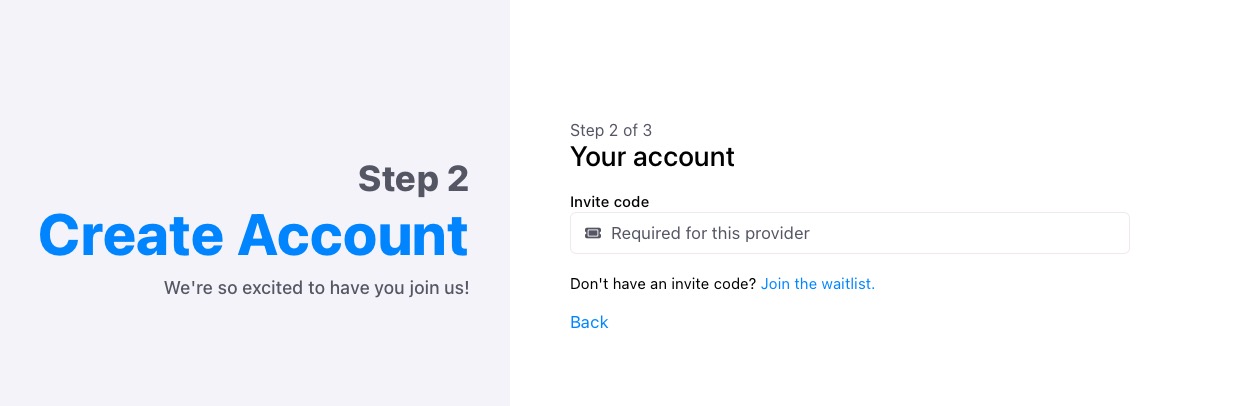 Step 2
Create Account
We're so excited to have you join us!
Step 2 of 3
Your account
Invite code
Required for this provider
Don't have an invite code? Join the waitlist.
Back